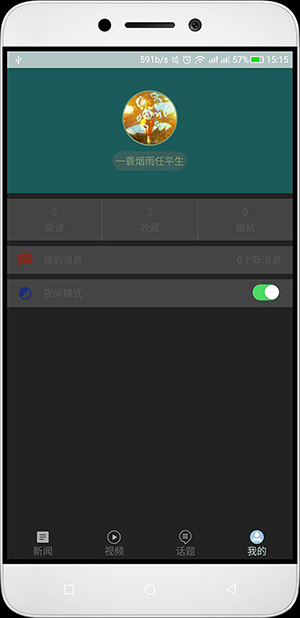 591b/s 57% 15:15
一蓑烟雨任平生
0 2 0
阅读 收藏 跟帖
我的消息 0个新消息
夜间模式
新闻 视频 话题 我的